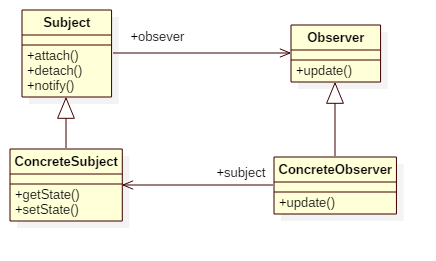 Subject
+attach()
+detach()
+notify()
+obsever
Observer
+update()
ConcreteSubject
+getState()
+setState()
+subject
ConcreteObserver
+update()